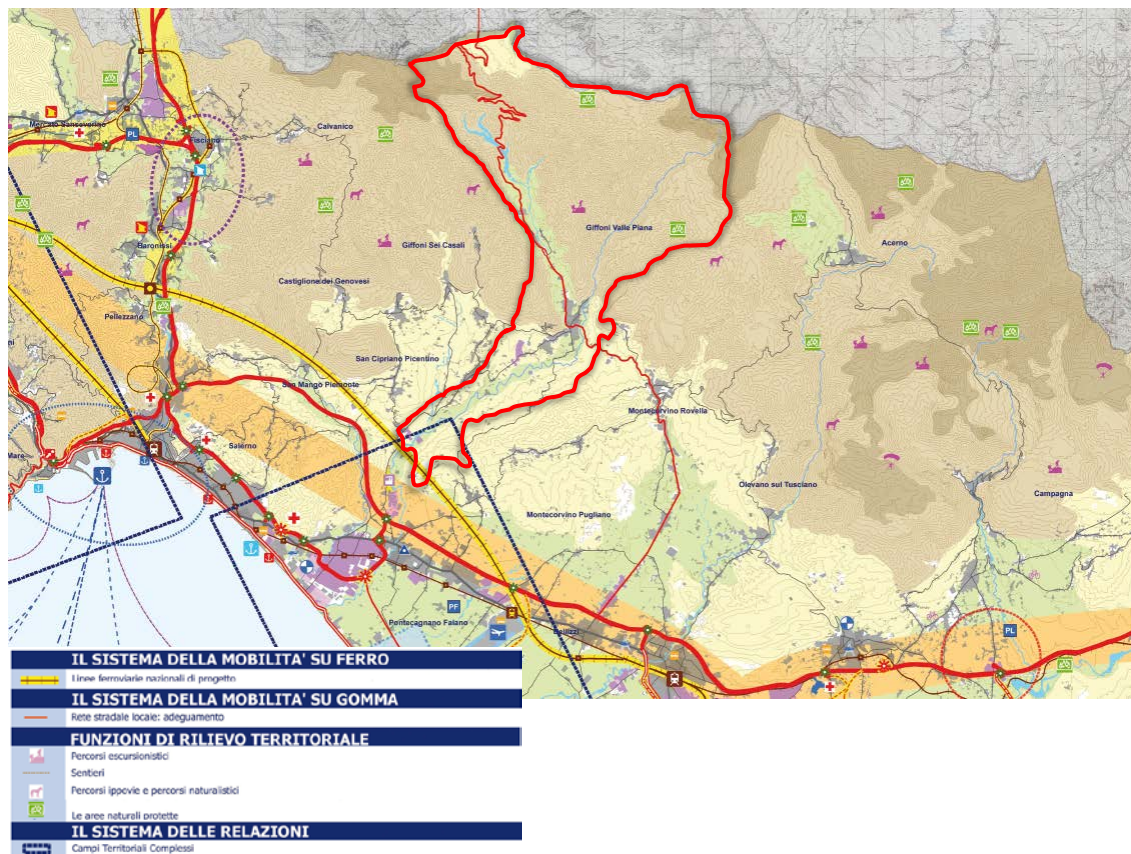 Mercato Sanseverino
PL
Fisciano
Calvanico
Baronissi
Giffoni Sei Casali
Giffoni Valle Piana
Acerno
Castiglione dei Genovesi
Pellezzano
San Cipriano Picentino
San Mango Piemonte
Montecorvino Rovella
Salerno
Mare
Olevano sul Tusciano
Campagna
Montecorvino Pugliano
PF
Pontecagnano Faiano
Bellizzi
PL
IL SISTEMA DELLA MOBILITA' SU FERRO
Linee ferroviarie nazionali di progetto
IL SISTEMA DELLA MOBILITA' SU GOMMA
Rete stradale locale: adeguamento
FUNZIONI DI RILIEVO TERRITORIALE
Percorsi escursionistici
Sentieri
Percorsi ippovie e percorsi naturalistici
Le aree naturali protette
IL SISTEMA DELLE RELAZIONI
Campi Territoriali Complessi